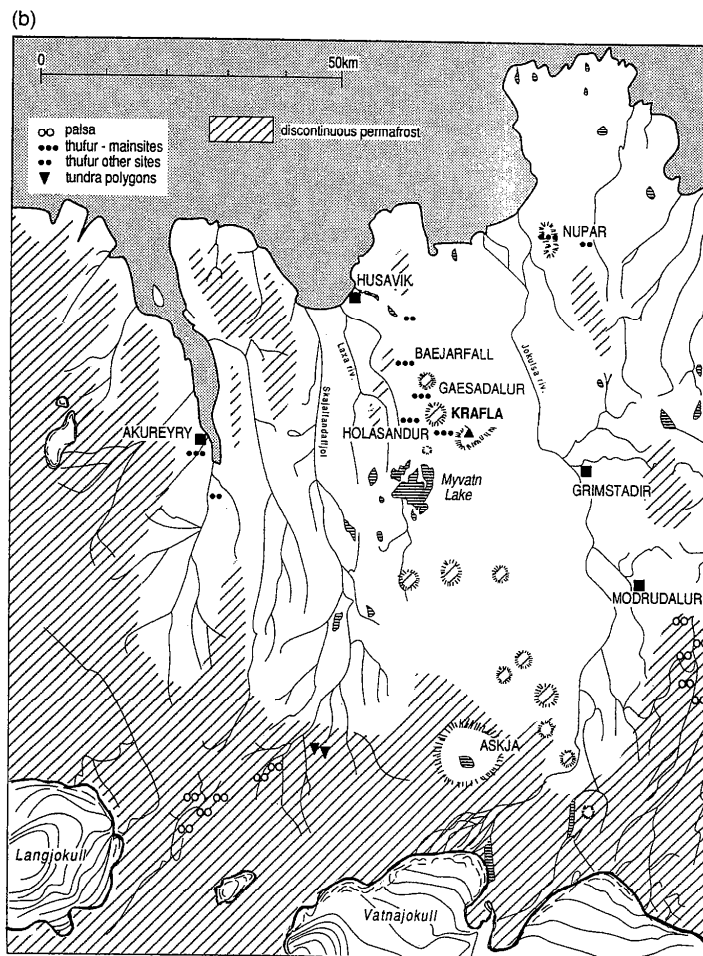 (b)
0 50km
palsa
thufur - mainsites
thufur other sites
tundra polygons
discontinuous permafrost
NUPAR
HUSAVIK
Laxa riv.
Jokulsa riv.
BAEJARFALL
GAESADALUR
KRAFLA
AKUREYRY
HOLASANDUR
Myvatn
Lake
GRIMSTADIR
MODRUDALUR
ASKJA
Langjokull
Vatnajokull